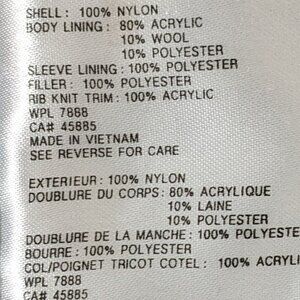 SHELL: 100% NYLON
BODY LINING: 80% ACRYLIC
10% WOOL
10% POLYESTER
SLEEVE LINING: 100% POLYESTER
FILLER: 100% POLYESTER
RIB KNIT TRIM: 100% ACRYLIC
WPL 7888
CA# 45885
MADE IN VIETNAM
SEE REVERSE FOR CARE
EXTERIEUR: 100% NYLON
DOUBLURE DU CORPS: 80% ACRYLIQUE
10% LAINE
10% POLYESTER
DOUBLURE DE LA MANCHE: 100% POLYESTE
BOURRE: 100% POLYESTER
COL/POIGNET TRICOT COTEL: 100% ACRYLI
WPL 7888
CA# 45885